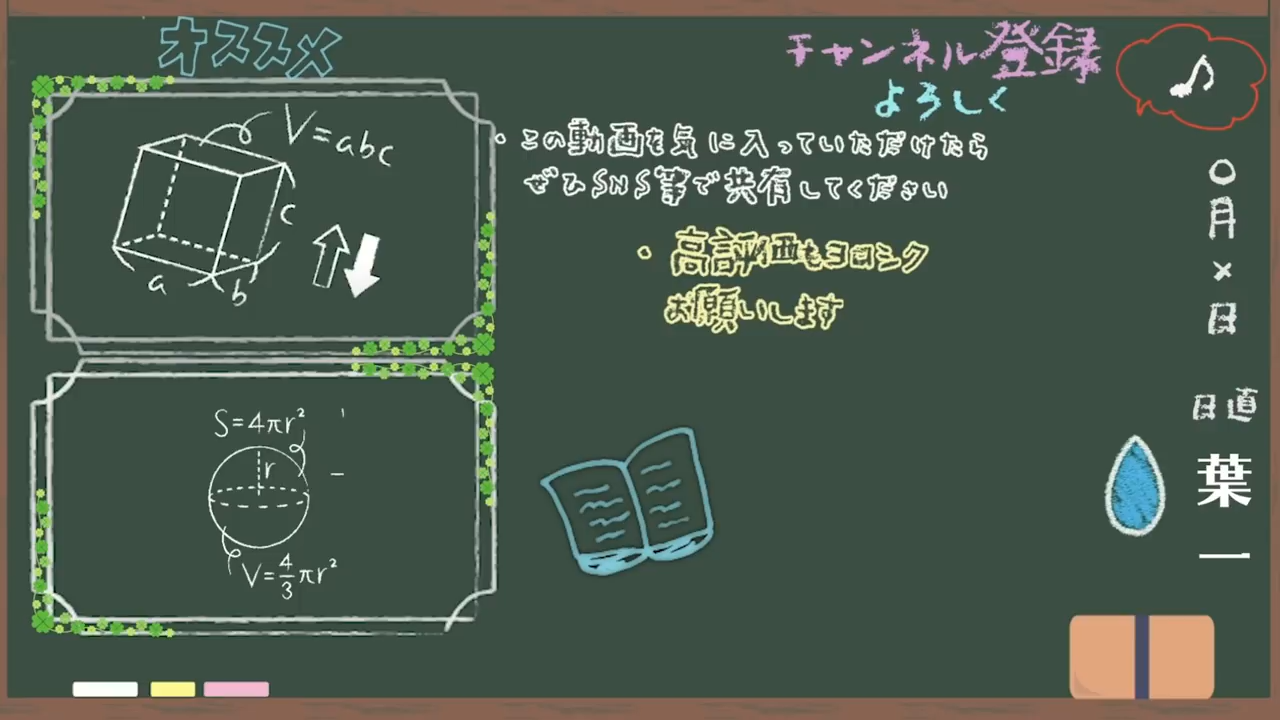 オススメ
V=abc
c
a
b
S=4πr²
r
V=4/3πr²
チャンネル登録
よろしく
・この動画を気に入っていただけたら
ぜひSNS等で共有してください
・高評価もヨロシク
お願いします
○月×日
日直
葉一